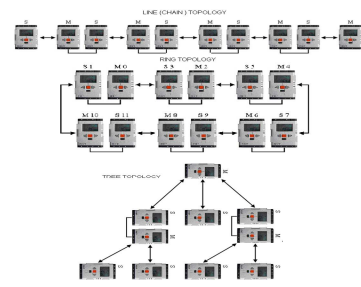 LINE (CHAIN) TOPOLOGY
S M S M S M S M S
RING TOPOLOGY
S 1 M 0 S 3 M 2 S 5 M 4
M 10 S 11 M 8 S 9 M 6 S 7
TREE TOPOLOGY
M
S S S
M M
S S S S